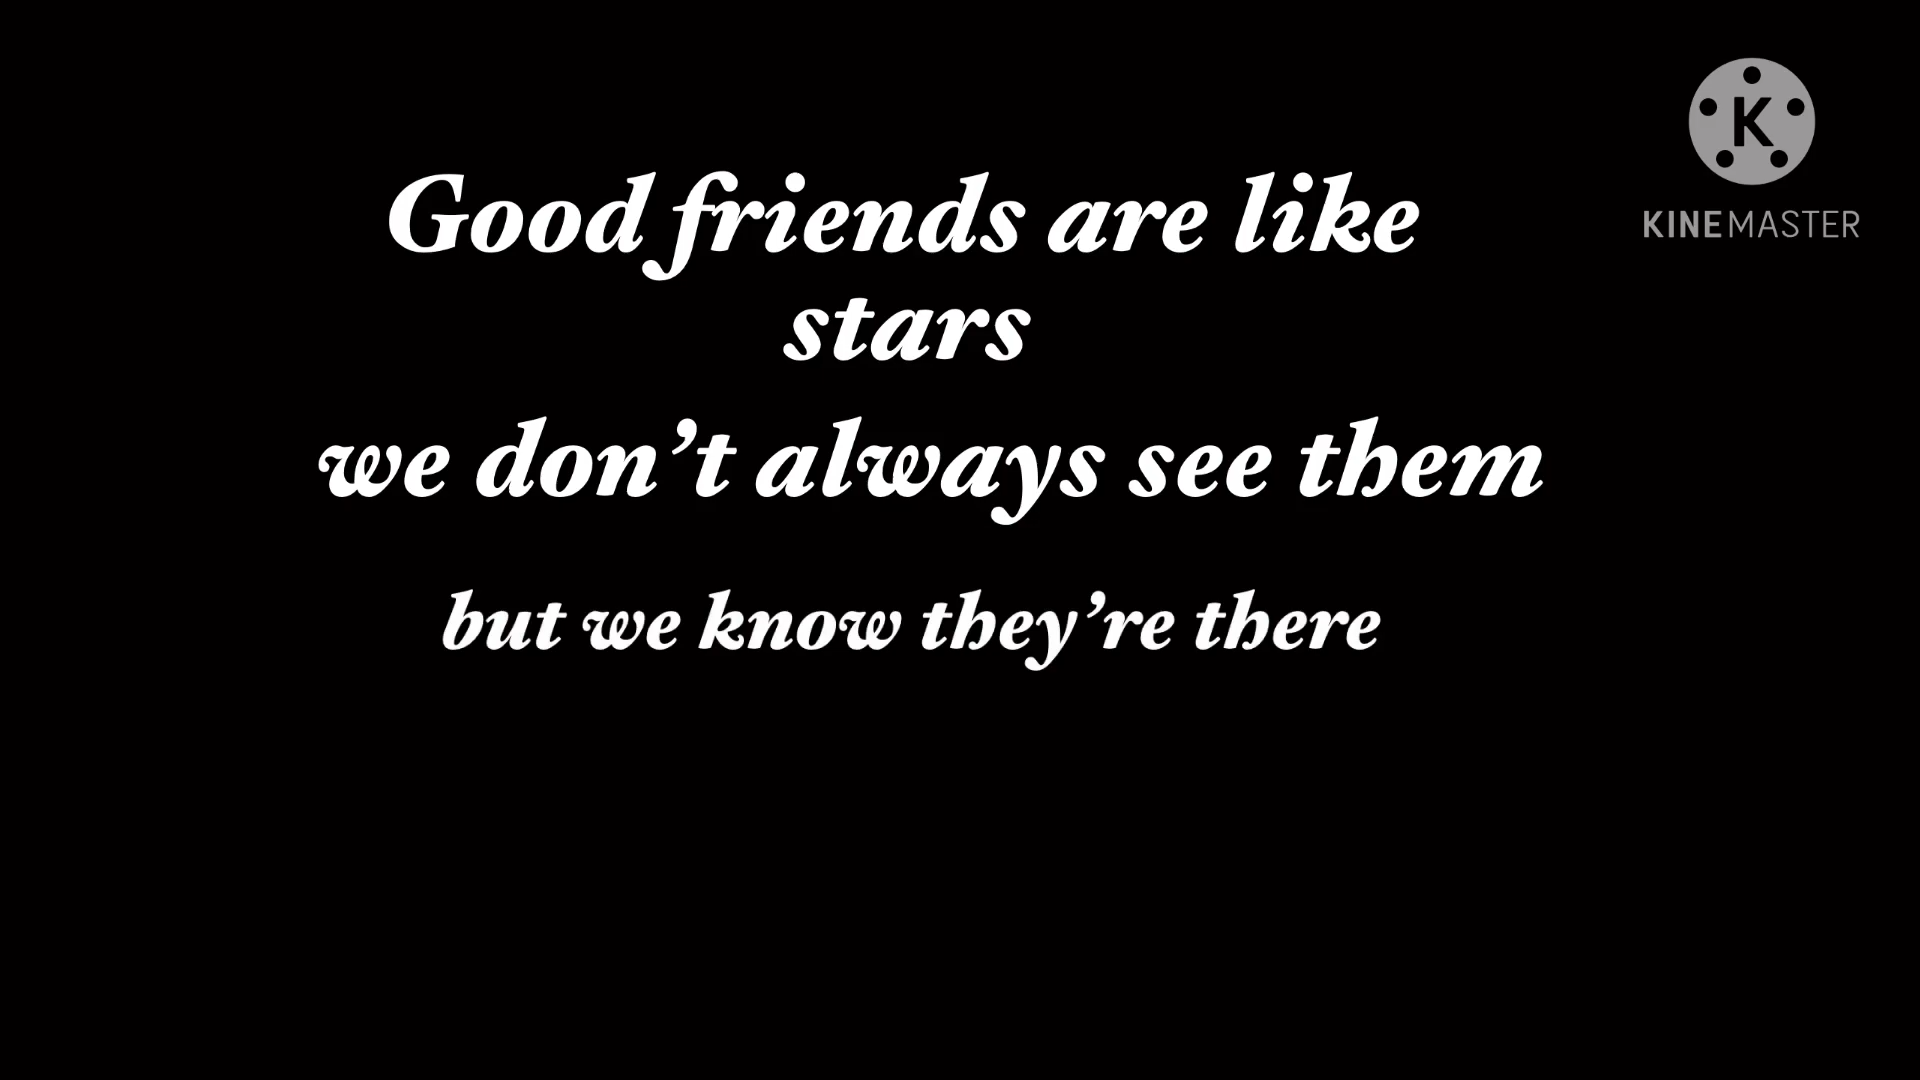 Good friends are like
stars
we don’t always see them
but we know they’re there
K
KINEMASTER